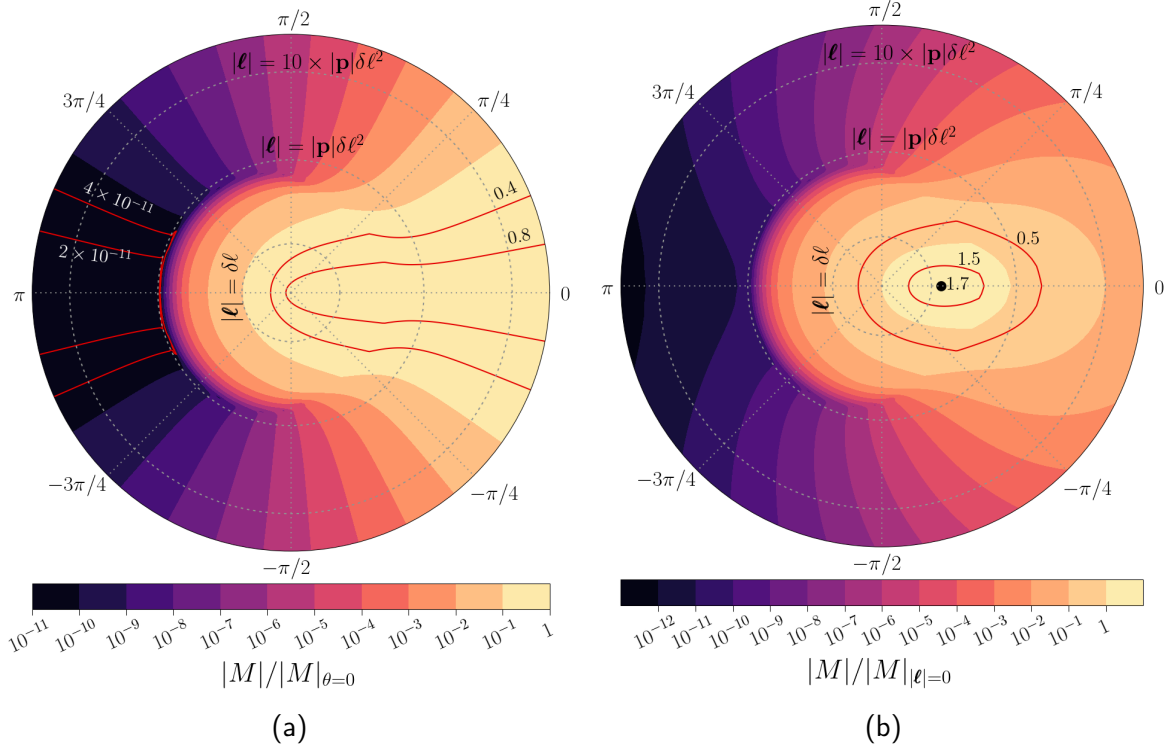 π/2
|ℓ| = 10 × |p|δℓ²
3π/4
π/4
|ℓ| = |p|δℓ²
4 × 10⁻¹¹
2 × 10⁻¹¹
0.4
0.8
|ℓ| = δℓ
π
0
−3π/4
−π/4
−π/2
10⁻¹¹ 10⁻¹⁰ 10⁻⁹ 10⁻⁸ 10⁻⁷ 10⁻⁶ 10⁻⁵ 10⁻⁴ 10⁻³ 10⁻² 10⁻¹ 1
|M|/|M|_{θ=0}
(a)
π/2
|ℓ| = 10 × |p|δℓ²
3π/4
π/4
|ℓ| = |p|δℓ²
|ℓ| = δℓ
0.5
1.5
1.7
π
0
−3π/4
−π/4
−π/2
10⁻¹² 10⁻¹¹ 10⁻¹⁰ 10⁻⁹ 10⁻⁸ 10⁻⁷ 10⁻⁶ 10⁻⁵ 10⁻⁴ 10⁻³ 10⁻² 10⁻¹ 1
|M|/|M|_{|ℓ|=0}
(b)